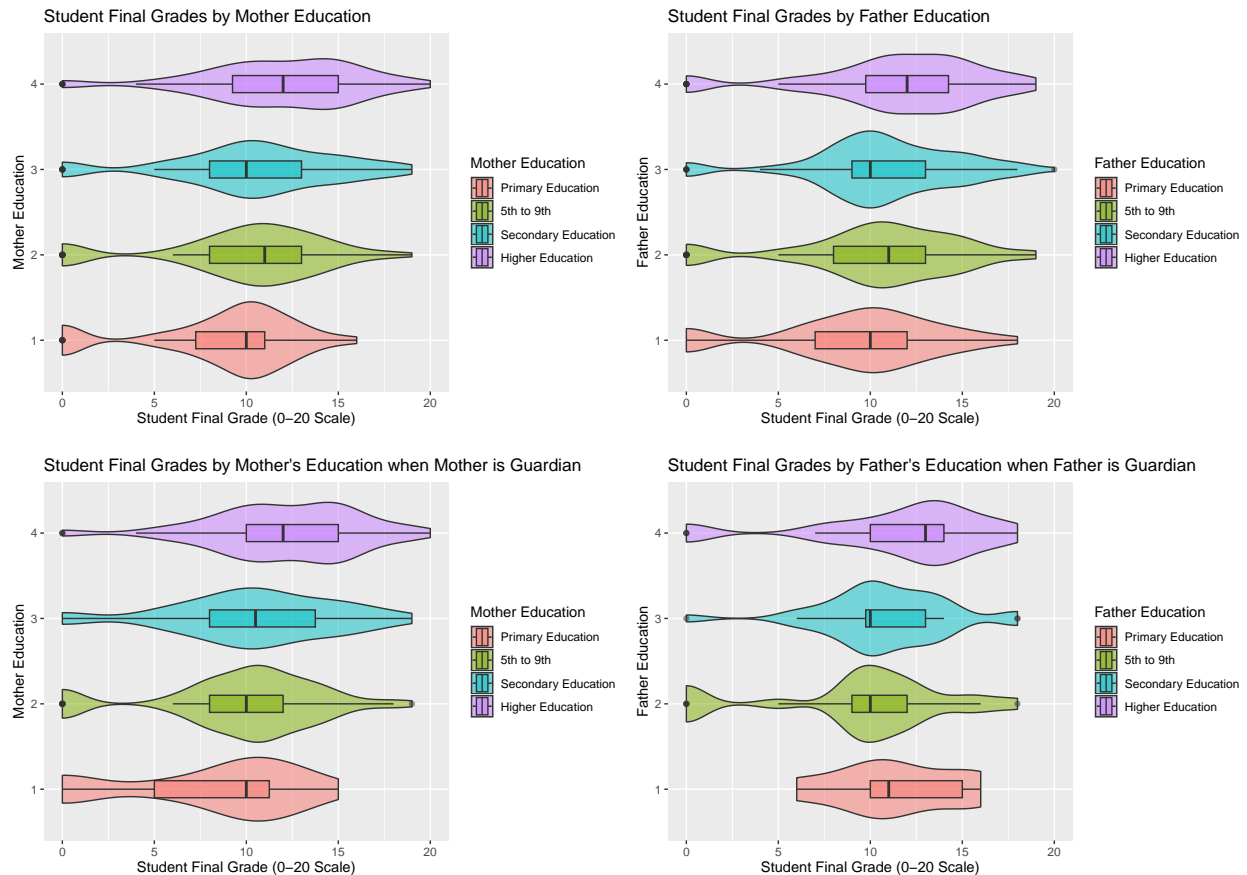 Student Final Grades by Mother Education
Mother Education
4
3
2
1
0
5
10
15
20
Student Final Grade (0–20 Scale)
Mother Education
Primary Education
5th to 9th
Secondary Education
Higher Education
Student Final Grades by Father Education
Father Education
4
3
2
1
0
5
10
15
20
Student Final Grade (0–20 Scale)
Father Education
Primary Education
5th to 9th
Secondary Education
Higher Education
Student Final Grades by Mother's Education when Mother is Guardian
Mother Education
4
3
2
1
0
5
10
15
20
Student Final Grade (0–20 Scale)
Mother Education
Primary Education
5th to 9th
Secondary Education
Higher Education
Student Final Grades by Father's Education when Father is Guardian
Father Education
4
3
2
1
0
5
10
15
20
Student Final Grade (0–20 Scale)
Father Education
Primary Education
5th to 9th
Secondary Education
Higher Education